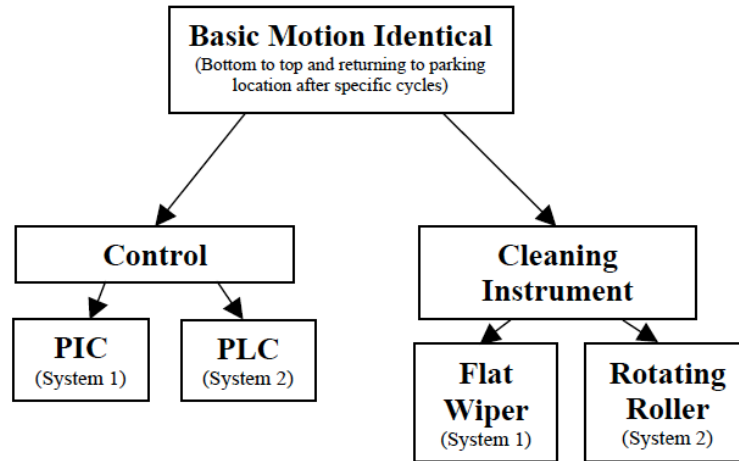 Basic Motion Identical
(Bottom to top and returning to parking
location after specific cycles)
Control
Cleaning
Instrument
PIC
(System 1)
PLC
(System 2)
Flat
Wiper
(System 1)
Rotating
Roller
(System 2)